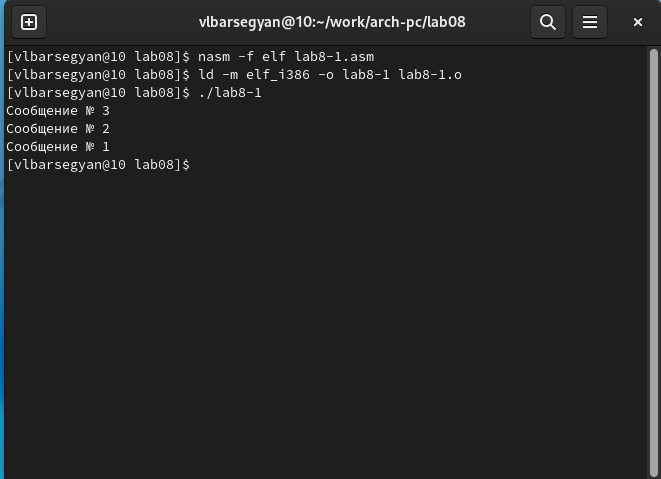 vlbarsegyan@10:~/work/arch-pc/lab08
[vlbarsegyan@10 lab08]$ nasm -f elf lab8-1.asm
[vlbarsegyan@10 lab08]$ ld -m elf_i386 -o lab8-1 lab8-1.o
[vlbarsegyan@10 lab08]$ ./lab8-1
Сообщение № 3
Сообщение № 2
Сообщение № 1
[vlbarsegyan@10 lab08]$